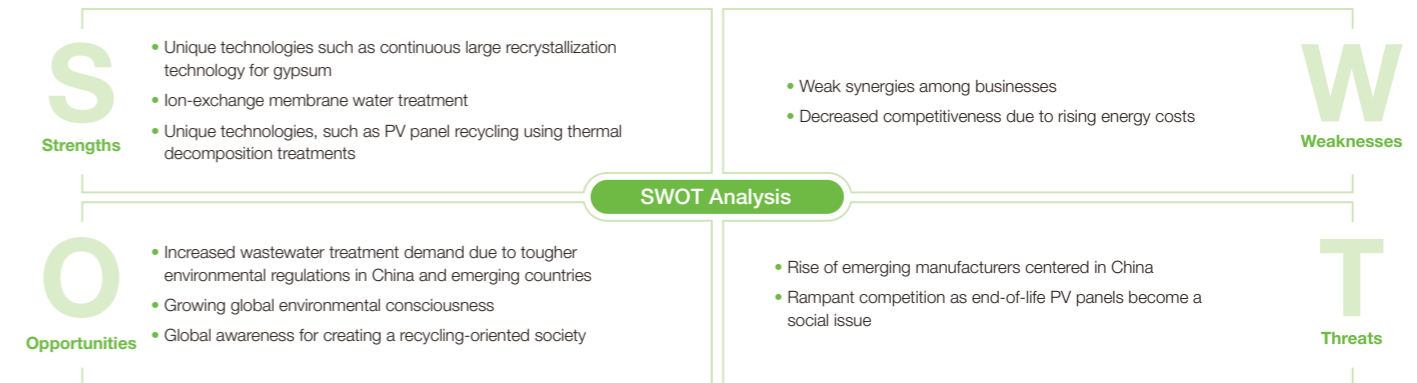 S
Strengths
• Unique technologies such as continuous large recrystallization
technology for gypsum
• Ion-exchange membrane water treatment
• Unique technologies, such as PV panel recycling using thermal
decomposition treatments
• Weak synergies among businesses
• Decreased competitiveness due to rising energy costs
W
Weaknesses
SWOT Analysis
O
Opportunities
• Increased wastewater treatment demand due to tougher
environmental regulations in China and emerging countries
• Growing global environmental consciousness
• Global awareness for creating a recycling-oriented society
• Rise of emerging manufacturers centered in China
• Rampant competition as end-of-life PV panels become a
social issue
T
Threats